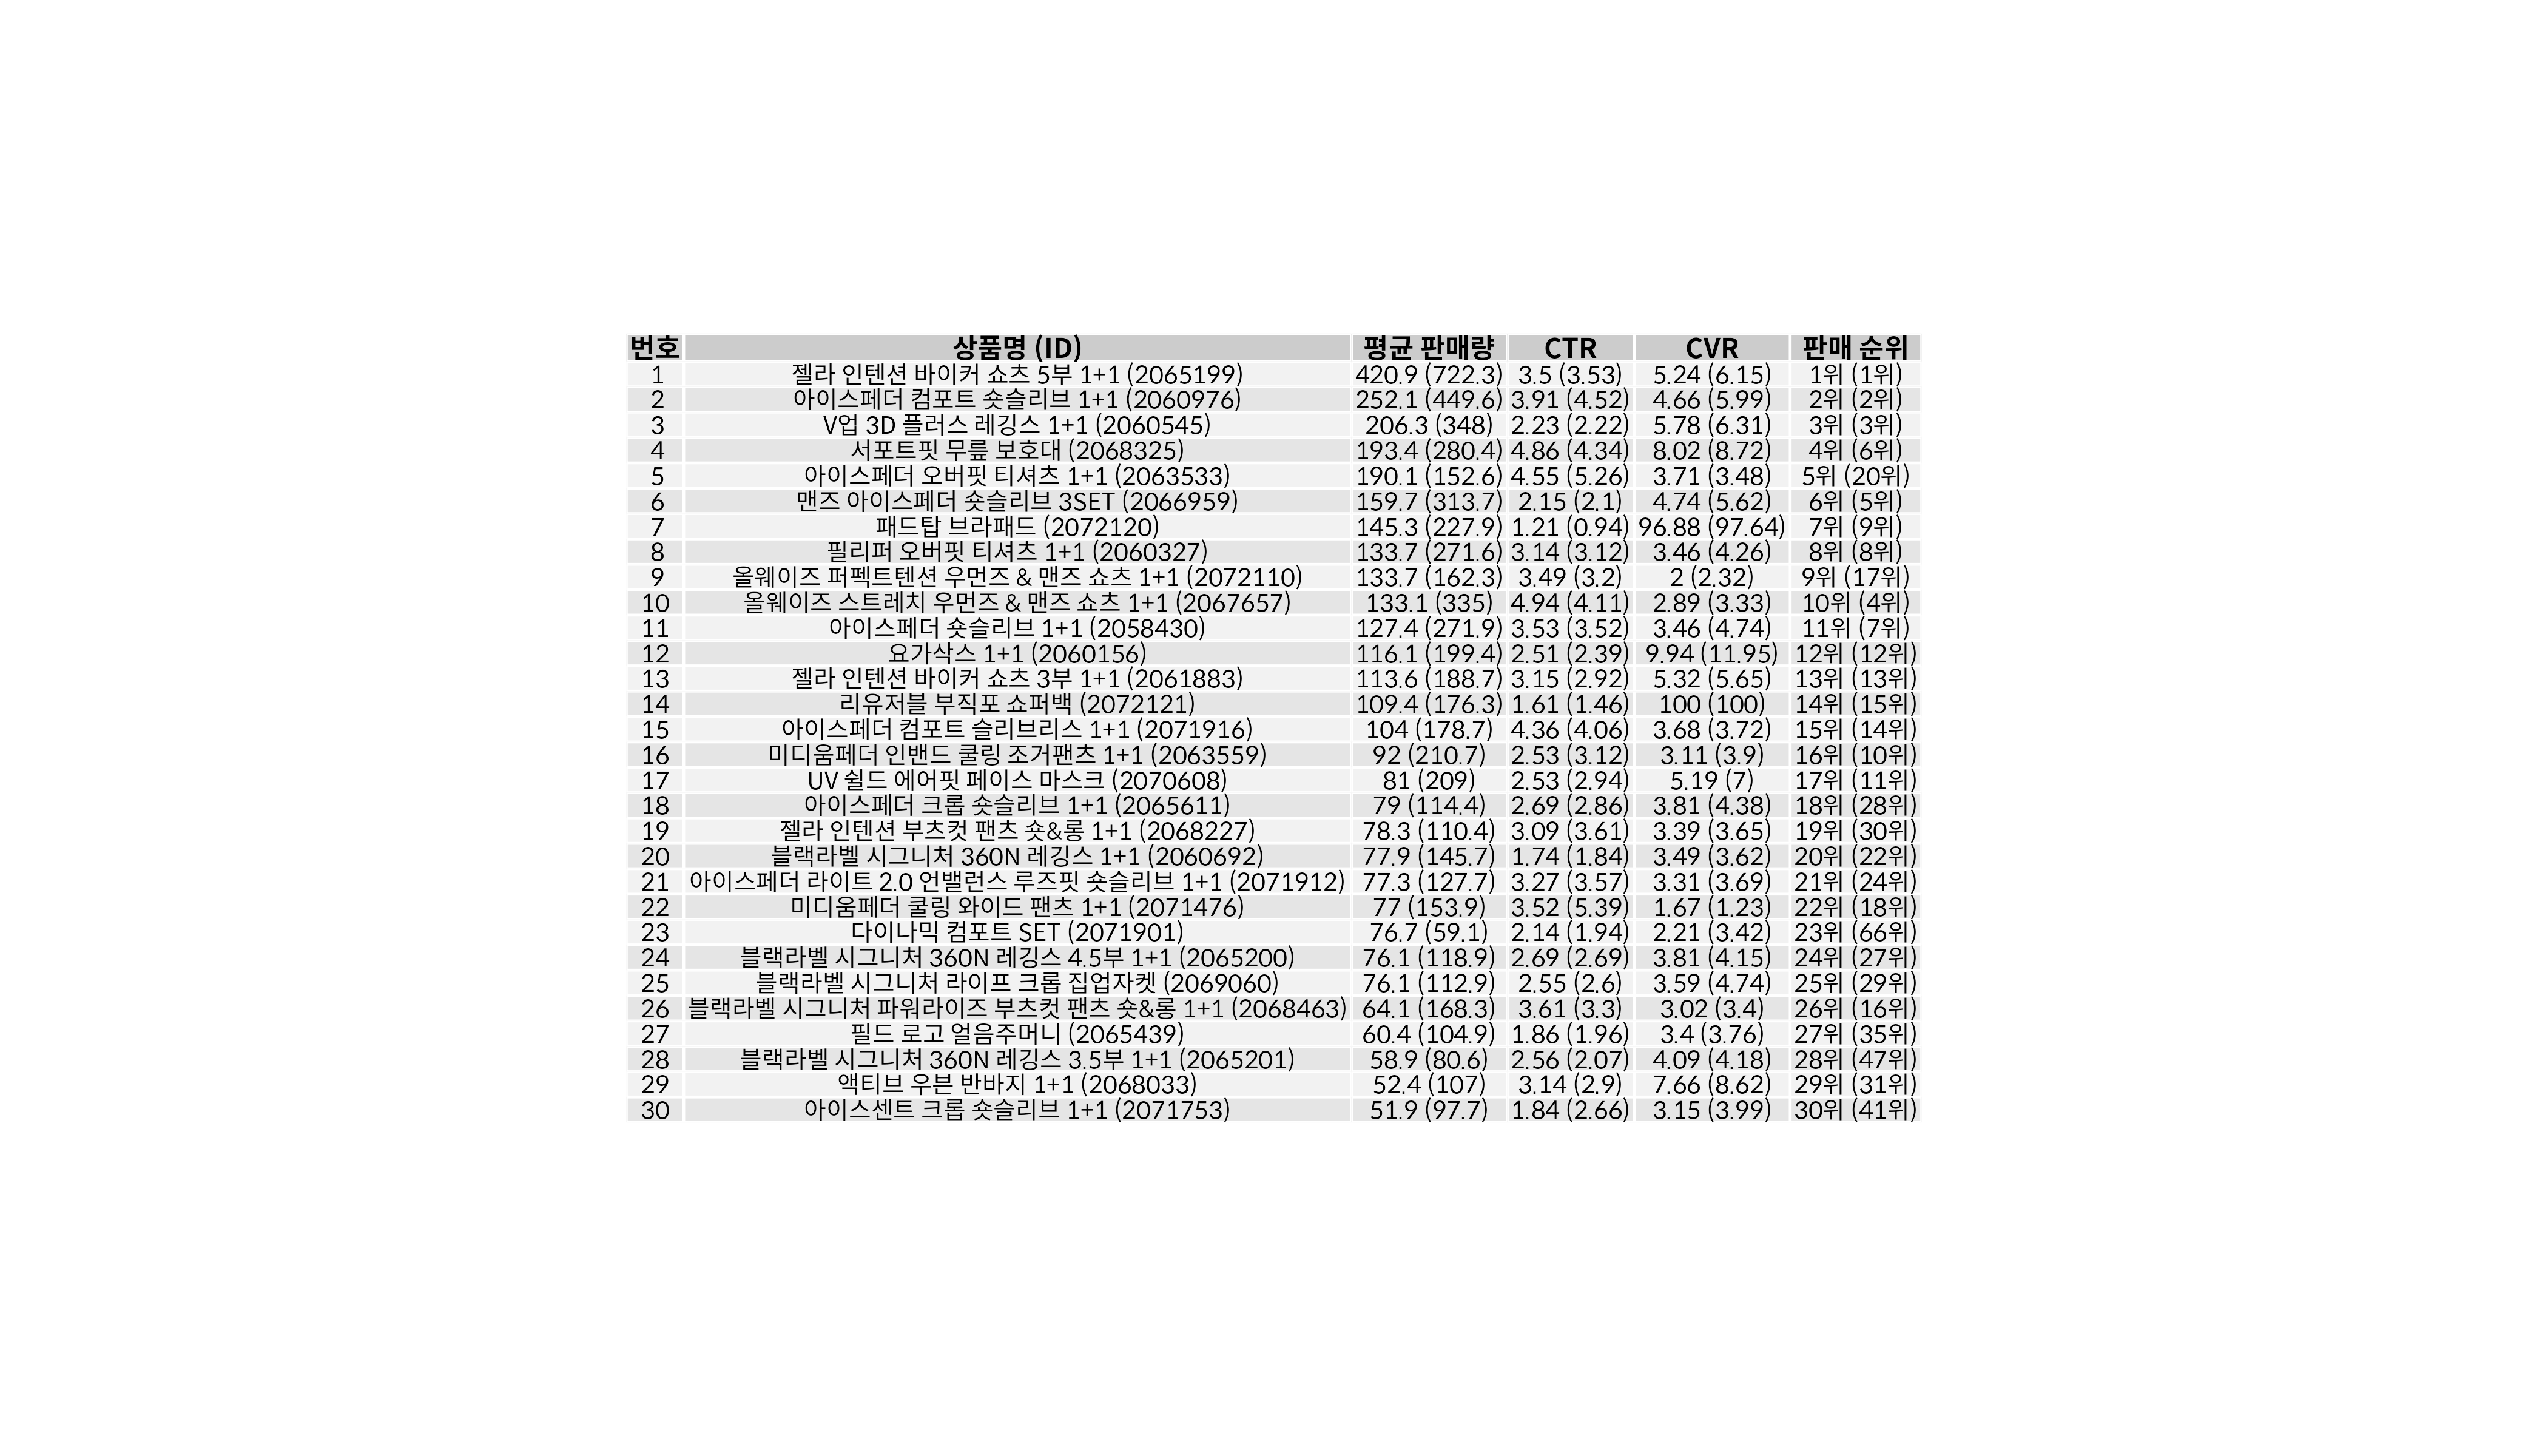 번호 상품명 (ID) 평균 판매량 CTR CVR 판매 순위
1 젤라 인텐션 바이커 쇼츠 5부 1+1 (2065199) 420.9 (722.3) 3.5 (3.53) 5.24 (6.15) 1위 (1위)
2 아이스페더 컴포트 숏슬리브 1+1 (2060976) 252.1 (449.6) 3.91 (4.52) 4.66 (5.99) 2위 (2위)
3 V업 3D 플러스 레깅스 1+1 (2060545) 206.3 (348) 2.23 (2.22) 5.78 (6.31) 3위 (3위)
4 서포트핏 무릎 보호대 (2068325) 193.4 (280.4) 4.86 (4.34) 8.02 (8.72) 4위 (6위)
5 아이스페더 오버핏 티셔츠 1+1 (2063533) 190.1 (152.6) 4.55 (5.26) 3.71 (3.48) 5위 (20위)
6 맨즈 아이스페더 숏슬리브 3SET (2066959) 159.7 (313.7) 2.15 (2.1) 4.74 (5.62) 6위 (5위)
7 패드탑 브라패드 (2072120) 145.3 (227.9) 1.21 (0.94) 96.88 (97.64) 7위 (9위)
8 필리퍼 오버핏 티셔츠 1+1 (2060327) 133.7 (271.6) 3.14 (3.12) 3.46 (4.26) 8위 (8위)
9 올웨이즈 퍼펙트텐션 우먼즈 & 맨즈 쇼츠 1+1 (2072110) 133.7 (162.3) 3.49 (3.2) 2 (2.32) 9위 (17위)
10 올웨이즈 스트레치 우먼즈 & 맨즈 쇼츠 1+1 (2067657) 133.1 (335) 4.94 (4.11) 2.89 (3.33) 10위 (4위)
11 아이스페더 숏슬리브 1+1 (2058430) 127.4 (271.9) 3.53 (3.52) 3.46 (4.74) 11위 (7위)
12 요가삭스 1+1 (2060156) 116.1 (199.4) 2.51 (2.39) 9.94 (11.95) 12위 (12위)
13 젤라 인텐션 바이커 쇼츠 3부 1+1 (2061883) 113.6 (188.7) 3.15 (2.92) 5.32 (5.65) 13위 (13위)
14 리유저블 부직포 쇼퍼백 (2072121) 109.4 (176.3) 1.61 (1.46) 100 (100) 14위 (15위)
15 아이스페더 컴포트 슬리브리스 1+1 (2071916) 104 (178.7) 4.36 (4.06) 3.68 (3.72) 15위 (14위)
16 미디움페더 인밴드 쿨링 조거팬츠 1+1 (2063559) 92 (210.7) 2.53 (3.12) 3.11 (3.9) 16위 (10위)
17 UV 쉴드 에어핏 페이스 마스크 (2070608) 81 (209) 2.53 (2.94) 5.19 (7) 17위 (11위)
18 아이스페더 크롭 숏슬리브 1+1 (2065611) 79 (114.4) 2.69 (2.86) 3.81 (4.38) 18위 (28위)
19 젤라 인텐션 부츠컷 팬츠 숏&롱 1+1 (2068227) 78.3 (110.4) 3.09 (3.61) 3.39 (3.65) 19위 (30위)
20 블랙라벨 시그니처 360N 레깅스 1+1 (2060692) 77.9 (145.7) 1.74 (1.84) 3.49 (3.62) 20위 (22위)
21 아이스페더 라이트 2.0 언밸런스 루즈핏 숏슬리브 1+1 (2071912) 77.3 (127.7) 3.27 (3.57) 3.31 (3.69) 21위 (24위)
22 미디움페더 쿨링 와이드 팬츠 1+1 (2071476) 77 (153.9) 3.52 (5.39) 1.67 (1.23) 22위 (18위)
23 다이나믹 컴포트 SET (2071901) 76.7 (59.1) 2.14 (1.94) 2.21 (3.42) 23위 (66위)
24 블랙라벨 시그니처 360N 레깅스 4.5부 1+1 (2065200) 76.1 (118.9) 2.69 (2.69) 3.81 (4.15) 24위 (27위)
25 블랙라벨 시그니처 라이프 크롭 집업자켓 (2069060) 76.1 (112.9) 2.55 (2.6) 3.59 (4.74) 25위 (29위)
26 블랙라벨 시그니처 파워라이즈 부츠컷 팬츠 숏&롱 1+1 (2068463) 64.1 (168.3) 3.61 (3.3) 3.02 (3.4) 26위 (16위)
27 필드 로고 얼음주머니 (2065439) 60.4 (104.9) 1.86 (1.96) 3.4 (3.76) 27위 (35위)
28 블랙라벨 시그니처 360N 레깅스 3.5부 1+1 (2065201) 58.9 (80.6) 2.56 (2.07) 4.09 (4.18) 28위 (47위)
29 액티브 우븐 반바지 1+1 (2068033) 52.4 (107) 3.14 (2.9) 7.66 (8.62) 29위 (31위)
30 아이스센트 크롭 숏슬리브 1+1 (2071753) 51.9 (97.7) 1.84 (2.66) 3.15 (3.99) 30위 (41위)